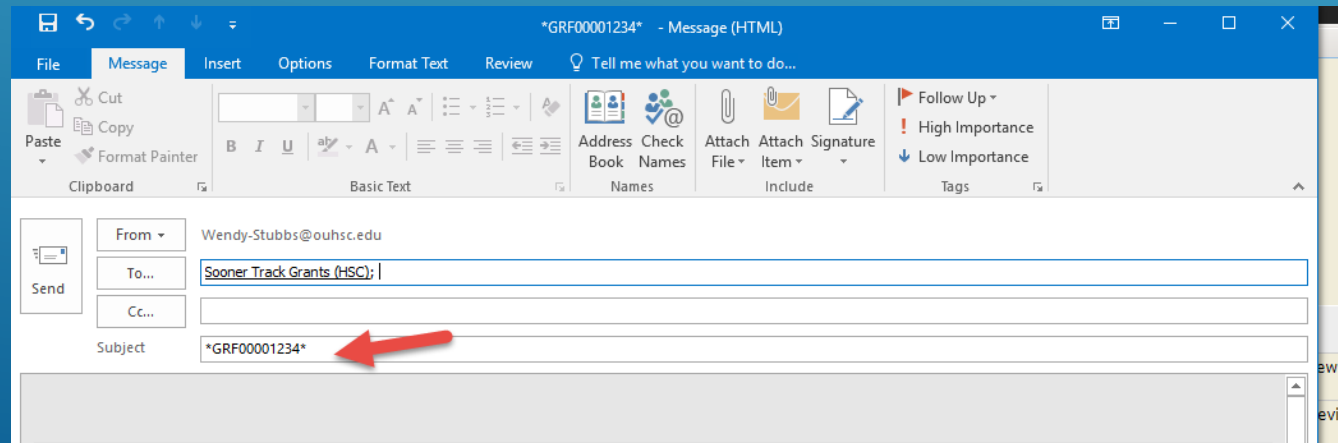 *GRF00001234* - Message (HTML)
File Message Insert Options Format Text Review Tell me what you want to do...
Paste
Cut
Copy
Format Painter
Clipboard
A A
B I U aby A
Basic Text
Address Book
Check Names
Names
Attach File
Attach Item
Signature
Include
Follow Up
High Importance
Low Importance
Tags
Send
From Wendy-Stubbs@ouhsc.edu
To... Sooner Track Grants (HSC);
Cc...
Subject *GRF00001234*
ew
evi